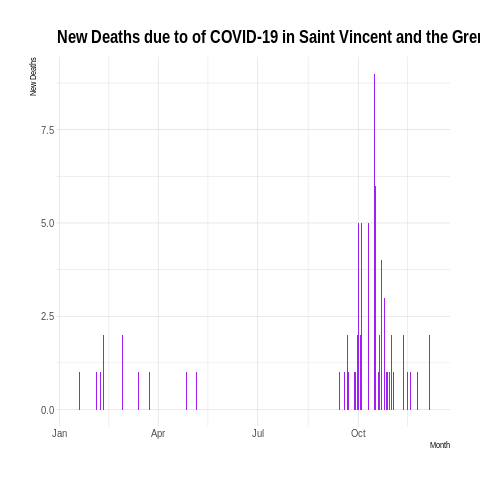 New Deaths due to of COVID-19 in Saint Vincent and the Gren
New Deaths
7.5
5.0
2.5
0.0
Jan Apr Jul Oct
Month